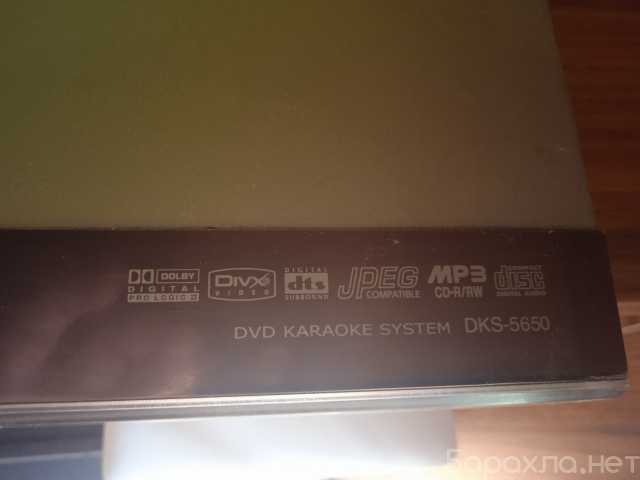 DOLBY
DIGITAL
PRO LOGIC II
DIVX
VIDEO
DIGITAL
dts
SURROUND
JPEG
COMPATIBLE
MP3
CD-R/RW
COMPACT
disc
DIGITAL AUDIO
DVD KARAOKE SYSTEM DKS-5650
Барахла.нет